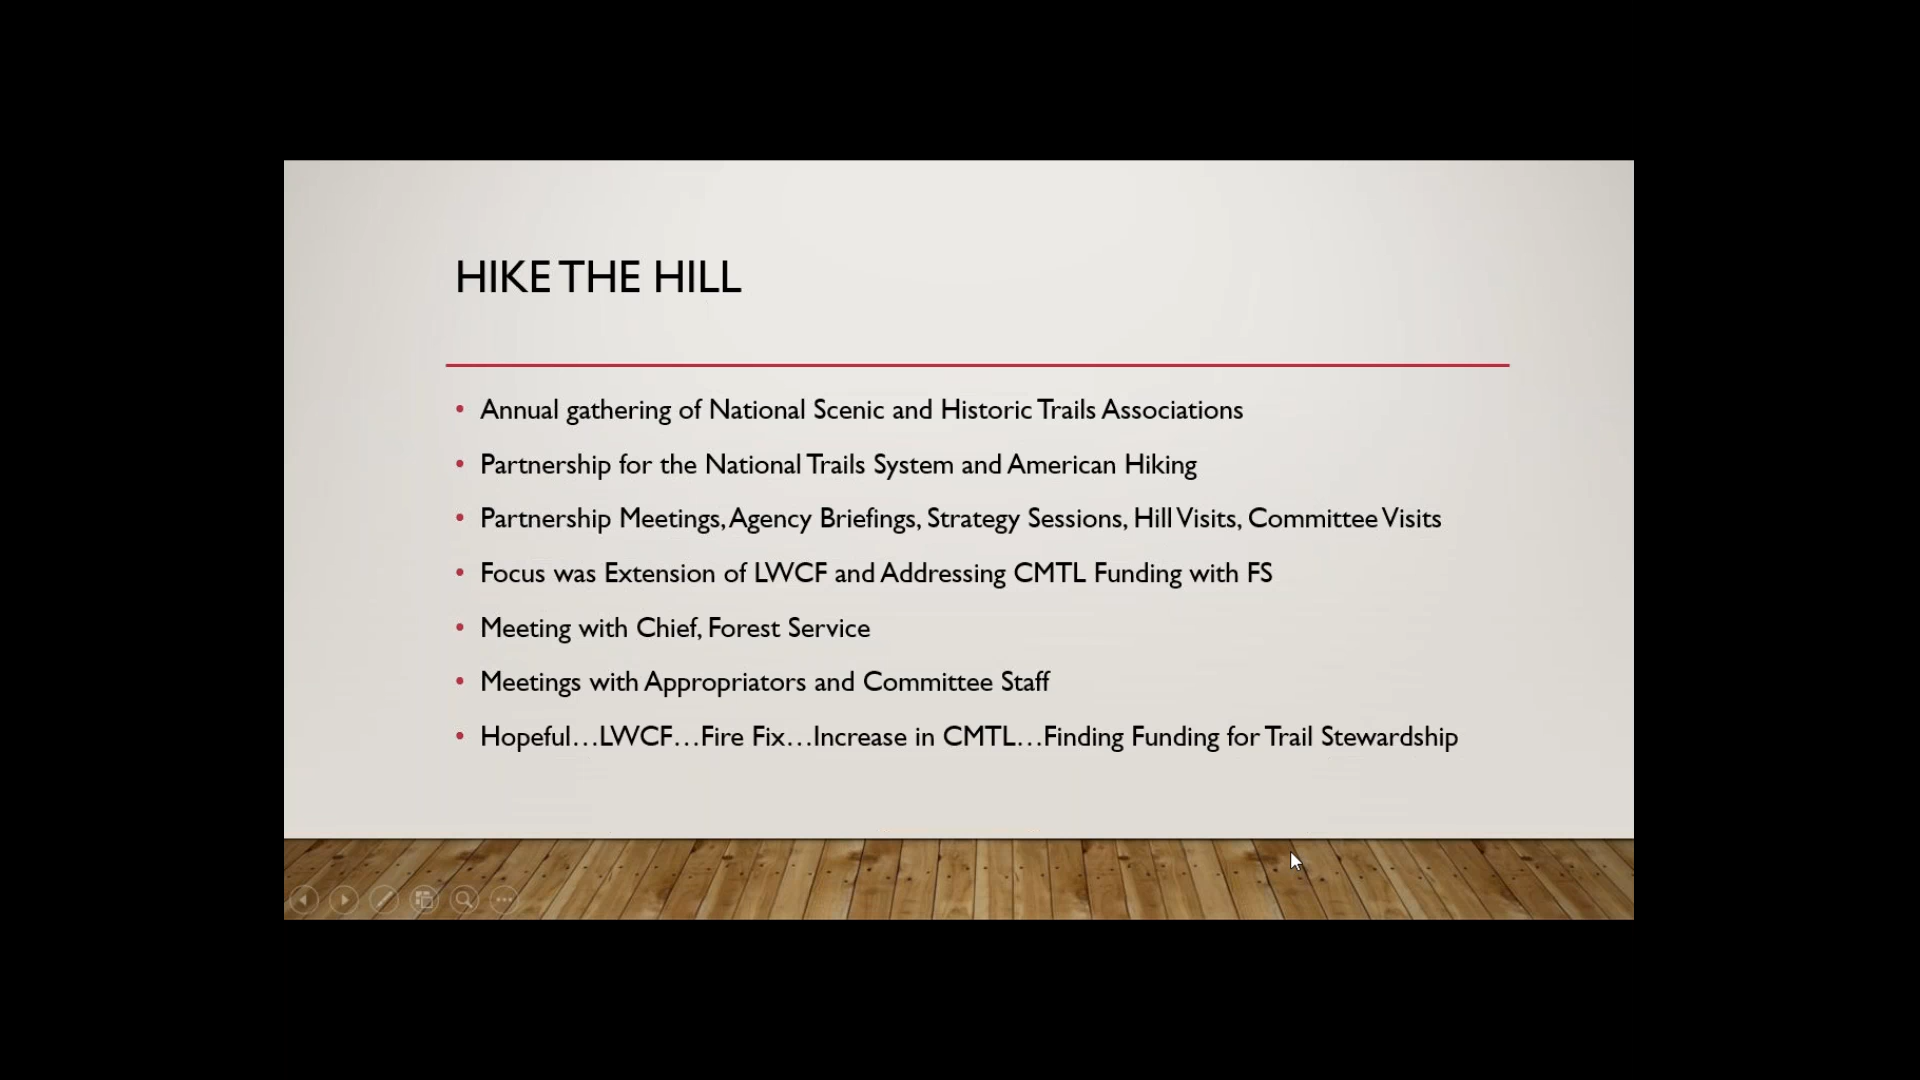 HIKE THE HILL
• Annual gathering of National Scenic and Historic Trails Associations
• Partnership for the National Trails System and American Hiking
• Partnership Meetings, Agency Briefings, Strategy Sessions, Hill Visits, Committee Visits
• Focus was Extension of LWCF and Addressing CMTL Funding with FS
• Meeting with Chief, Forest Service
• Meetings with Appropriators and Committee Staff
• Hopeful…LWCF…Fire Fix…Increase in CMTL…Finding Funding for Trail Stewardship